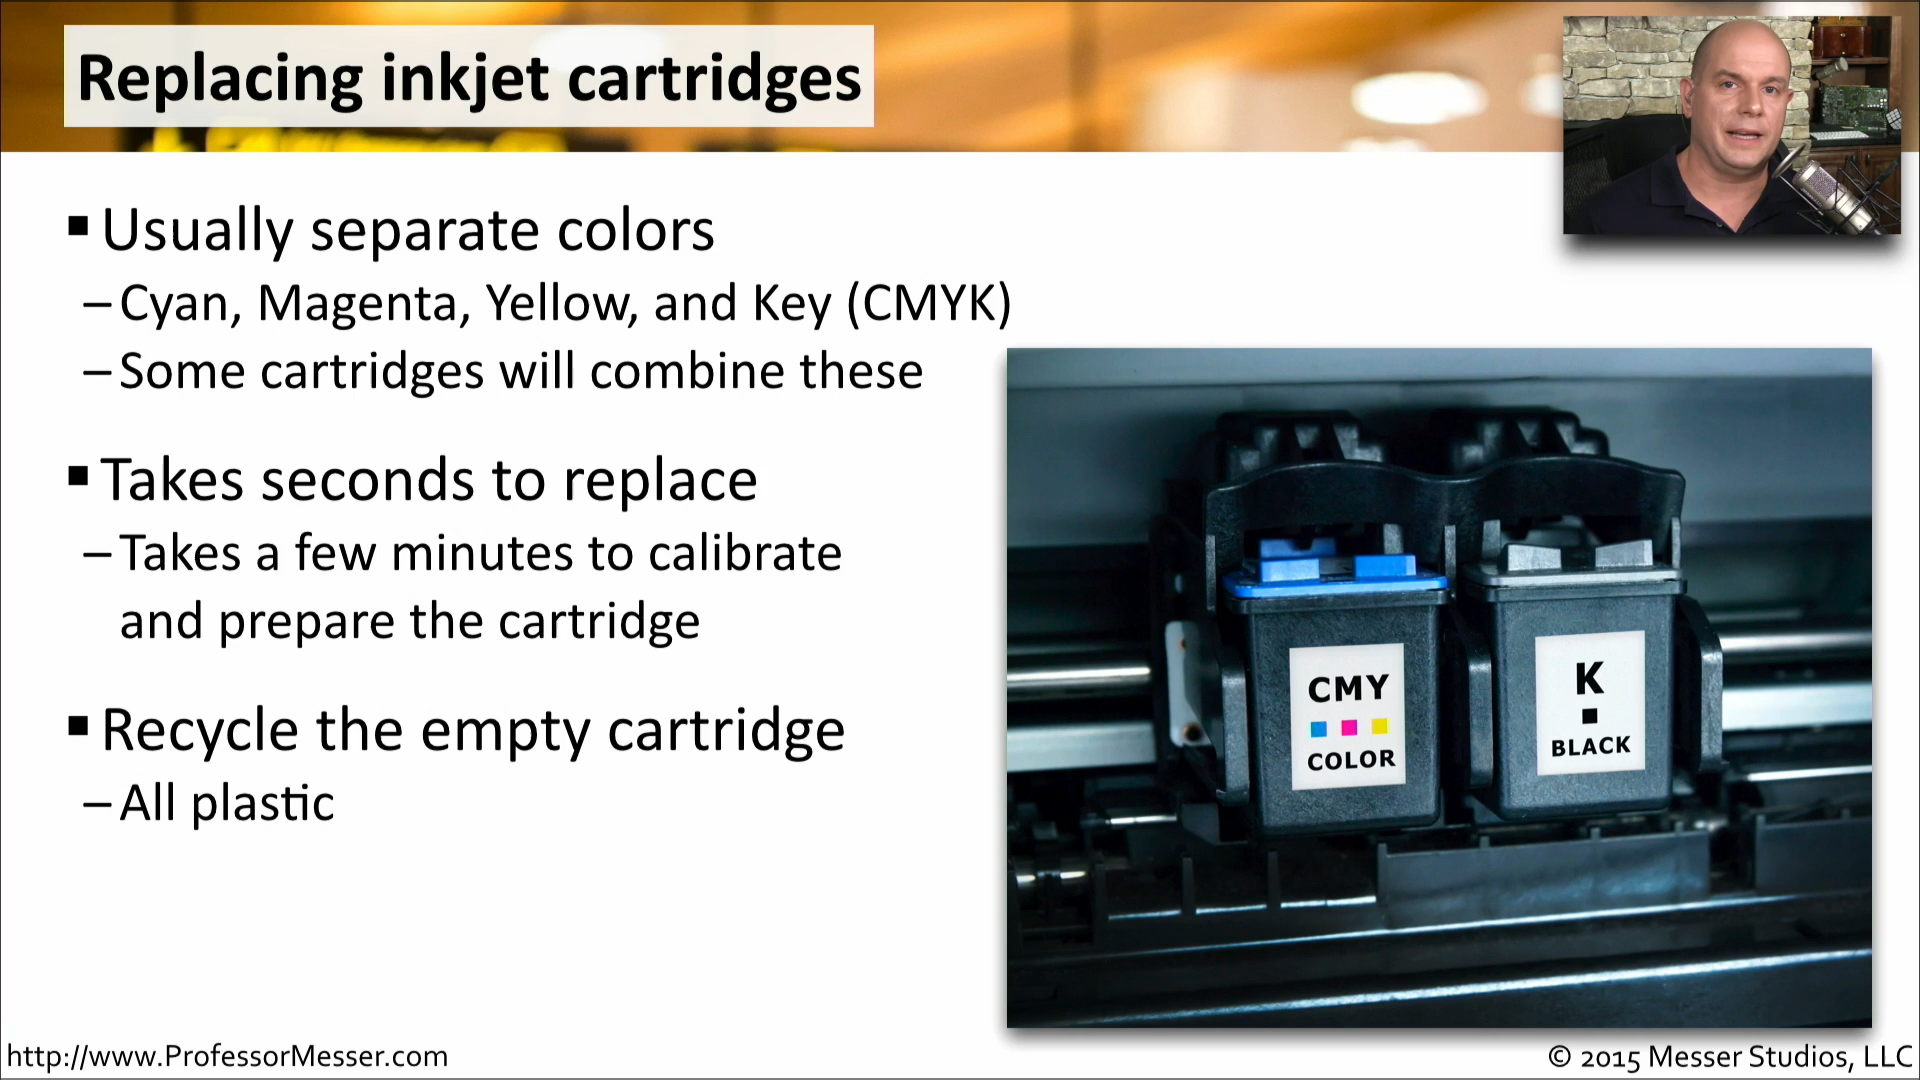 Replacing inkjet cartridges
▪ Usually separate colors
– Cyan, Magenta, Yellow, and Key (CMYK)
– Some cartridges will combine these
▪ Takes seconds to replace
– Takes a few minutes to calibrate
and prepare the cartridge
▪ Recycle the empty cartridge
– All plastic
CMY
COLOR
K
BLACK
http://www.ProfessorMesser.com
© 2015 Messer Studios, LLC